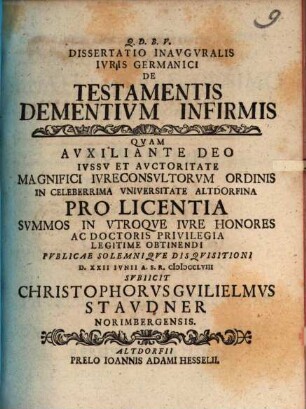 9
Q. D. B. V.
DISSERTATIO INAVGVRALIS
IVRIS GERMANICI
DE
TESTAMENTIS
DEMENTIVM INFIRMIS
QVAM
AVXILIANTE DEO
IVSSV ET AVCTORITATE
MAGNIFICI IVRECONSVLTORVM ORDINIS
IN CELEBERRIMA VNIVERSITATE ALTDORFINA
PRO LICENTIA
SVMMOS IN VTROQVE IVRE HONORES
AC DOCTORIS PRIVILEGIA
LEGITIME OBTINENDI
PVBLICAE SOLEMNIQVE DISQVISITIONI
D. XXII IVNII A. S. R. CIƆIƆCCLVIII
SVBIICIT
CHRISTOPHORVS GVILIELMVS
STAVDNER
NORIMBERGENSIS.
ALTDORFII
PRELO IOANNIS ADAMI HESSELII.